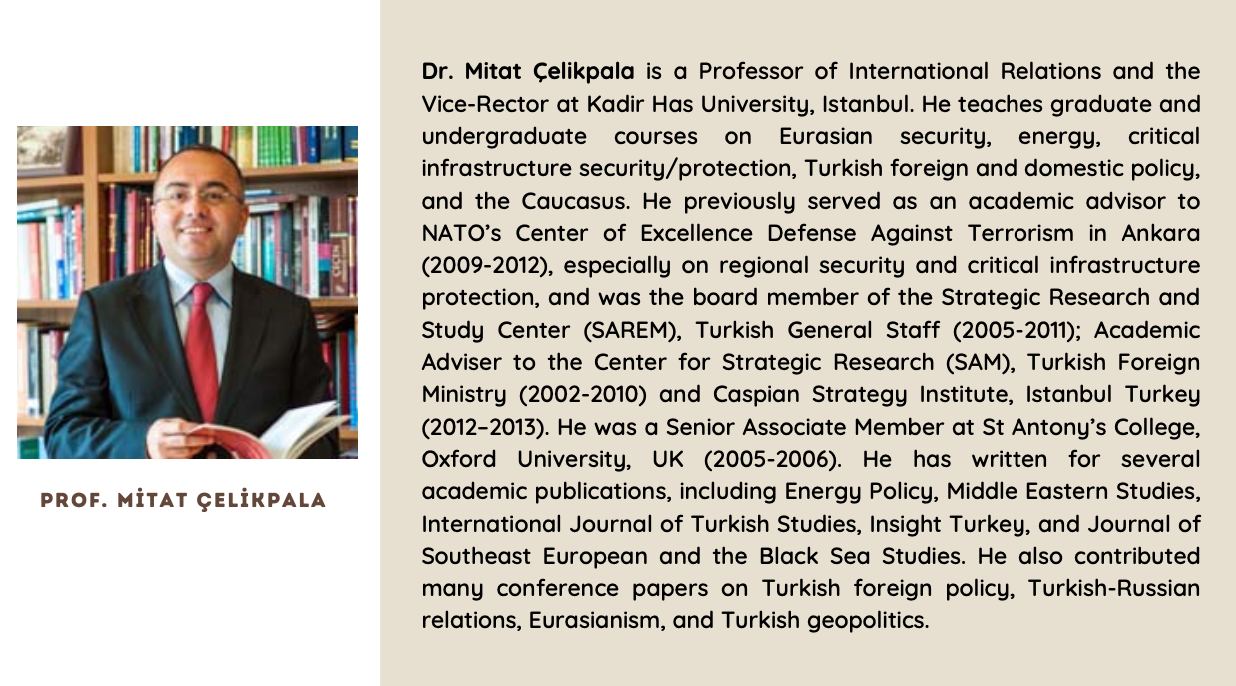 Dr. Mitat Çelikpala is a Professor of International Relations and the
Vice-Rector at Kadir Has University, Istanbul. He teaches graduate and
undergraduate courses on Eurasian security, energy, critical
infrastructure security/protection, Turkish foreign and domestic policy,
and the Caucasus. He previously served as an academic advisor to
NATO’s Center of Excellence Defense Against Terrorism in Ankara
(2009-2012), especially on regional security and critical infrastructure
protection, and was the board member of the Strategic Research and
Study Center (SAREM), Turkish General Staff (2005-2011); Academic
Adviser to the Center for Strategic Research (SAM), Turkish Foreign
Ministry (2002-2010) and Caspian Strategy Institute, Istanbul Turkey
(2012–2013). He was a Senior Associate Member at St Antony’s College,
Oxford University, UK (2005-2006). He has written for several
academic publications, including Energy Policy, Middle Eastern Studies,
International Journal of Turkish Studies, Insight Turkey, and Journal of
Southeast European and the Black Sea Studies. He also contributed
many conference papers on Turkish foreign policy, Turkish-Russian
relations, Eurasianism, and Turkish geopolitics.
PROF. MİTAT ÇELİKPALA